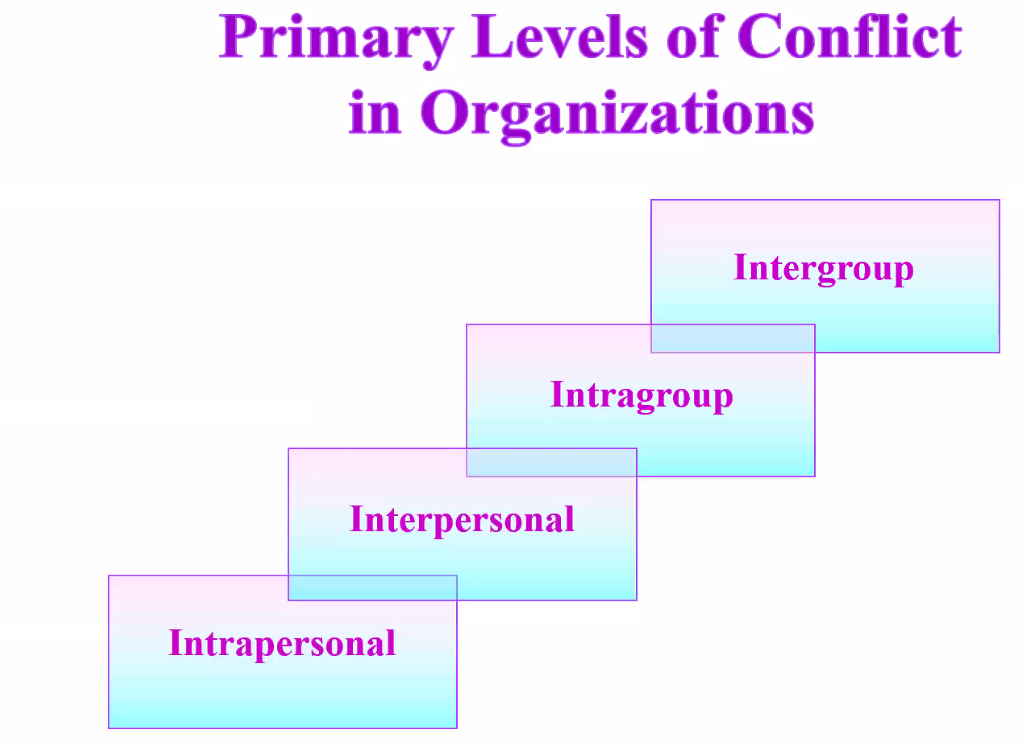 Primary Levels of Conflict
in Organizations
Intergroup
Intragroup
Interpersonal
Intrapersonal